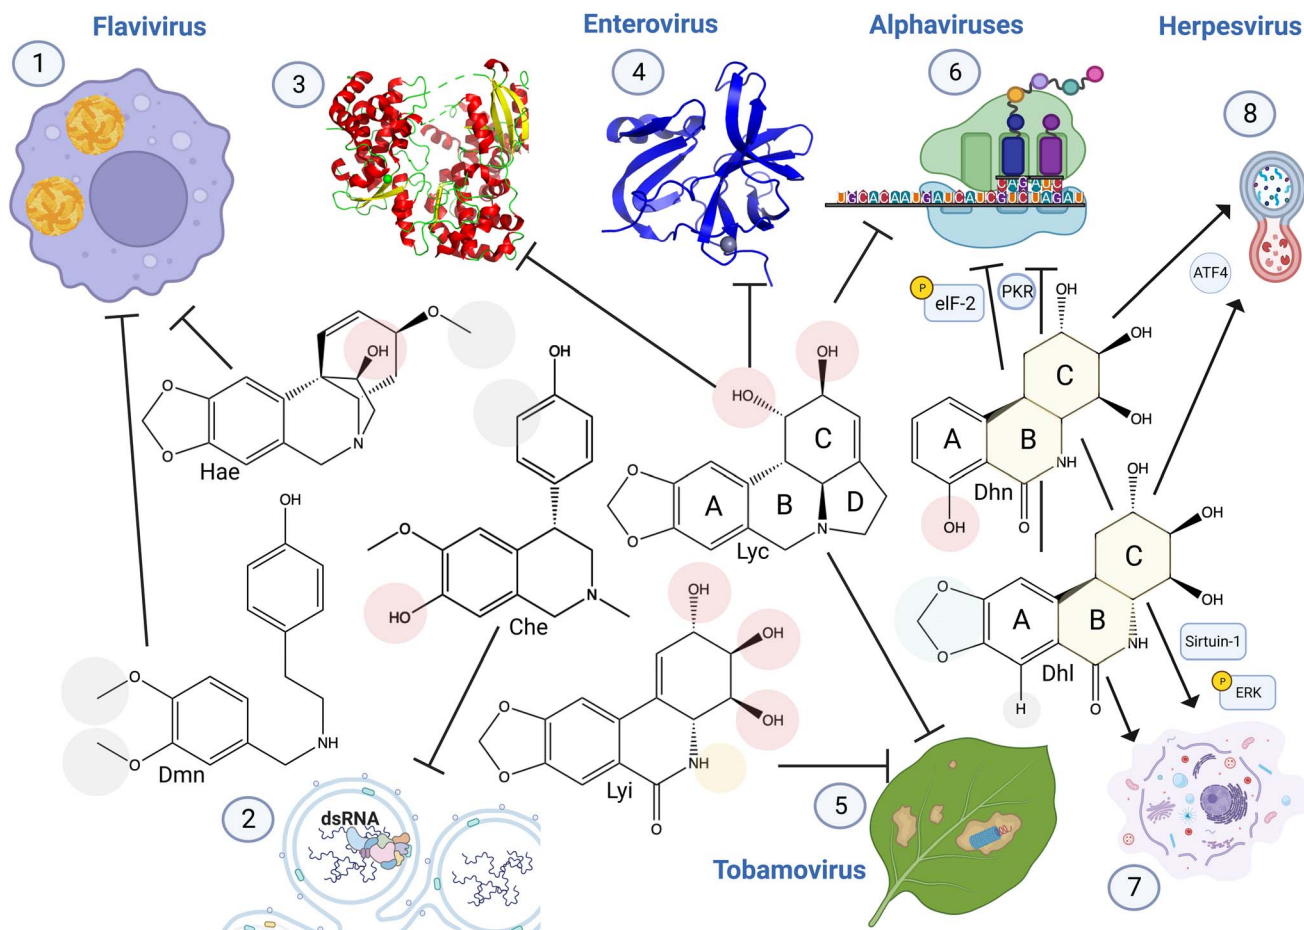 Flavivirus
Enterovirus
Alphaviruses
Herpesvirus
1
3
4
6
8
CAGAUC
UGCACAAUGAUCAUCGUCUAGAU
ATF4
P
eIF-2
PKR
OH
O
OH
OH
OH
HO
OH
C
OH
O
O
N
Hae
C
A
B
NH
Dhn
OH
O
OH
O
O
A
B
D
N
Lyc
O
HO
N
Che
OH
OH
OH
C
OH
O
O
A
B
NH
Dhl
H
O
Sirtuin-1
P
ERK
OH
O
O
NH
Dmn
OH
OH
OH
O
O
NH
Lyi
O
2
dsRNA
5
Tobamovirus
7